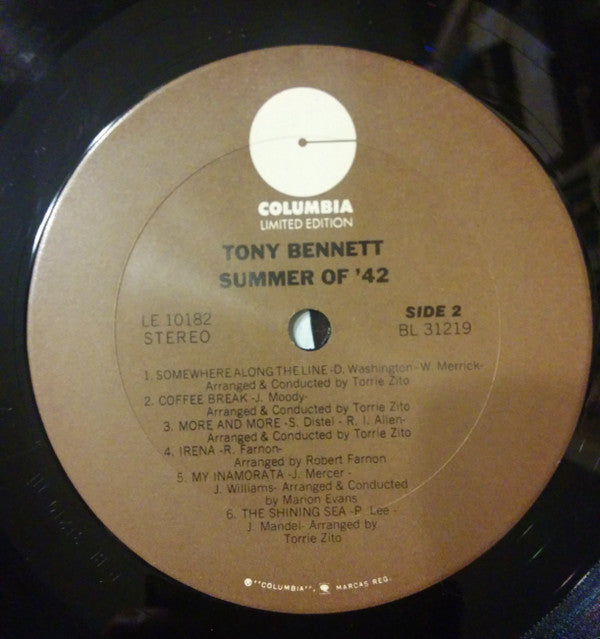 COLUMBIA
LIMITED EDITION
TONY BENNETT
SUMMER OF '42
LE 10182
STEREO
SIDE 2
BL 31219
1. SOMEWHERE ALONG THE LINE -D. Washington - W. Merrick-
Arranged & Conducted by Torrie Zito
2. COFFEE BREAK -J. Moody-
Arranged & Conducted by Torrie Zito
3. MORE AND MORE -S. Distel - R. I. Allen-
Arranged & Conducted by Torrie Zito
4. IRENA -R. Farnon-
Arranged by Robert Farnon
5. MY INAMORATA -J. Mercer -
J. Williams- Arranged & Conducted
by Marion Evans
6. THE SHINING SEA -P. Lee -
J. Mandel- Arranged by
Torrie Zito
® "COLUMBIA", MARCAS REG.